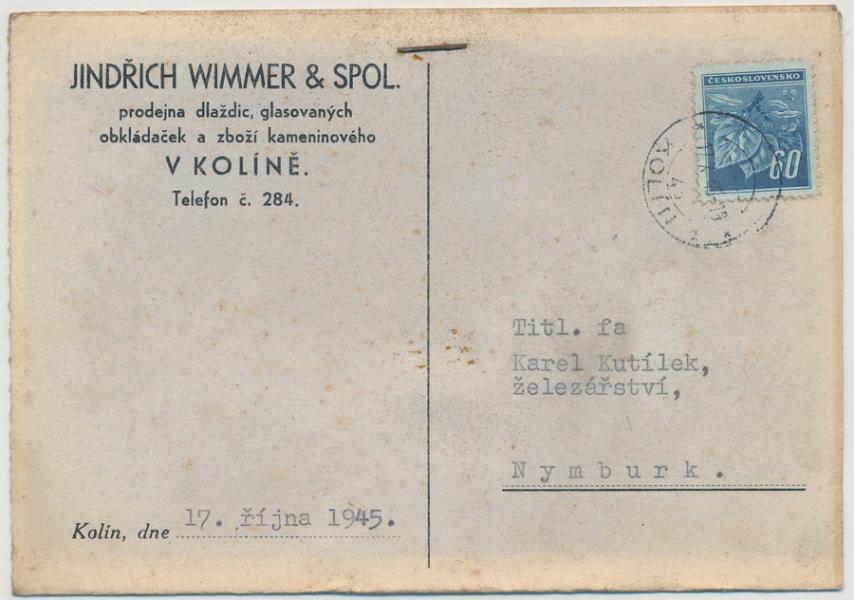 JINDŘICH WIMMER & SPOL.
prodejna dlaždic, glasovaných
obkládaček a zboží kameninového
V KOLÍNĚ.
Telefon č. 284.
ČESKOSLOVENSKO
60
KOLÍN
Titl. fa
Karel Kutílek,
železářství,
Nymburk.
Kolín, dne 17. října 1945.